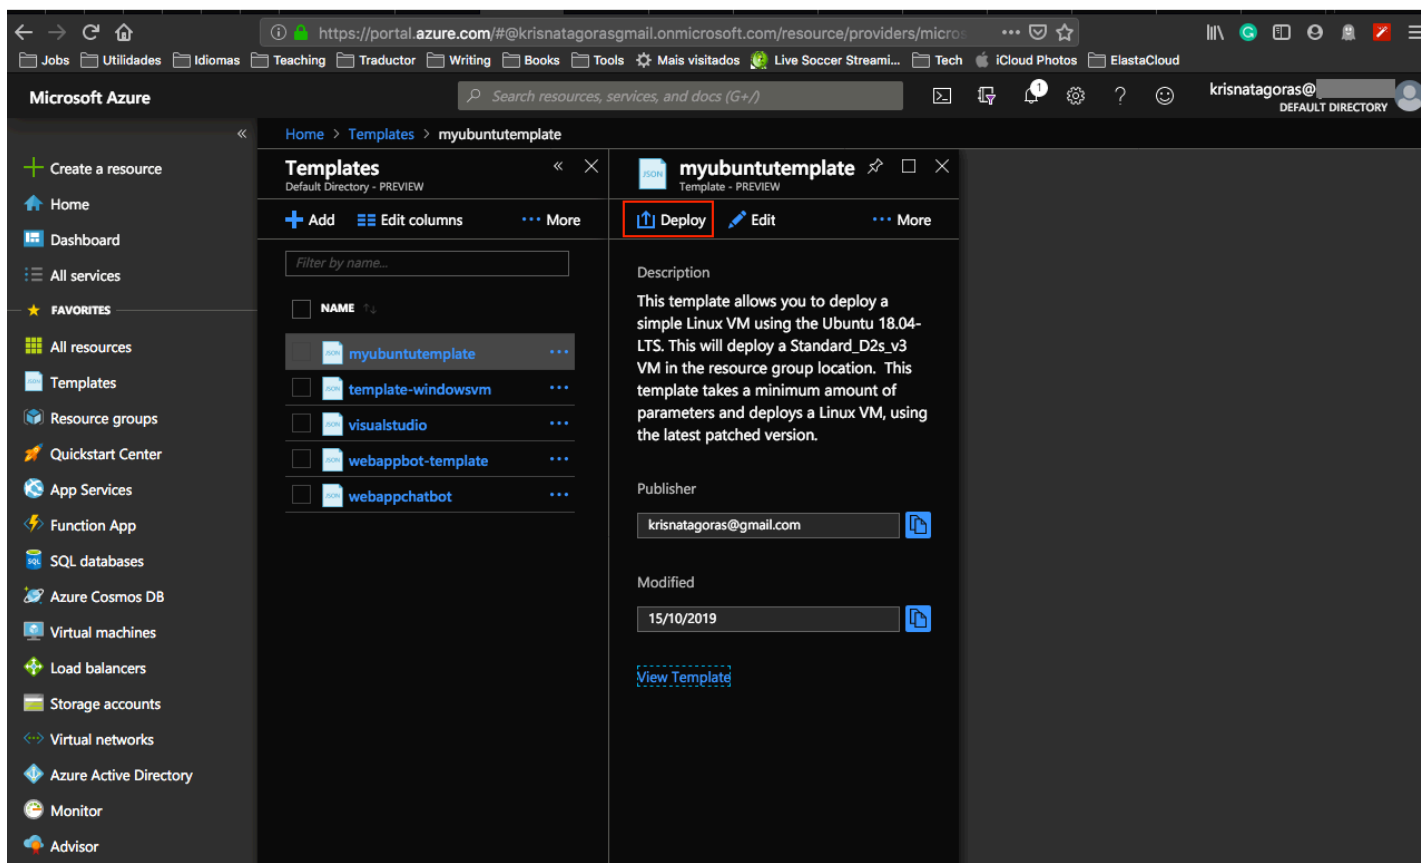 https://portal.azure.com/#@krisnatagorasgmail.onmicrosoft.com/resource/providers/micros
Jobs Utilidades Idiomas Teaching Traductor Writing Books Tools Mais visitados Live Soccer Streami... Tech iCloud Photos ElastaCloud
Microsoft Azure
Search resources, services, and docs (G+/)
1
krisnatagoras@
DEFAULT DIRECTORY
Home > Templates > myubuntutemplate
Create a resource
Home
Dashboard
All services
FAVORITES
All resources
Templates
Resource groups
Quickstart Center
App Services
Function App
SQL databases
Azure Cosmos DB
Virtual machines
Load balancers
Storage accounts
Virtual networks
Azure Active Directory
Monitor
Advisor
Templates
Default Directory - PREVIEW
Add Edit columns ··· More
Filter by name...
NAME
myubuntutemplate ···
template-windowsvm ···
visualstudio ···
webappbot-template ···
webappchatbot ···
myubuntutemplate
Template - PREVIEW
Deploy Edit ··· More
Description
This template allows you to deploy a
simple Linux VM using the Ubuntu 18.04-
LTS. This will deploy a Standard_D2s_v3
VM in the resource group location. This
template takes a minimum amount of
parameters and deploys a Linux VM, using
the latest patched version.
Publisher
krisnatagoras@gmail.com
Modified
15/10/2019
View Template